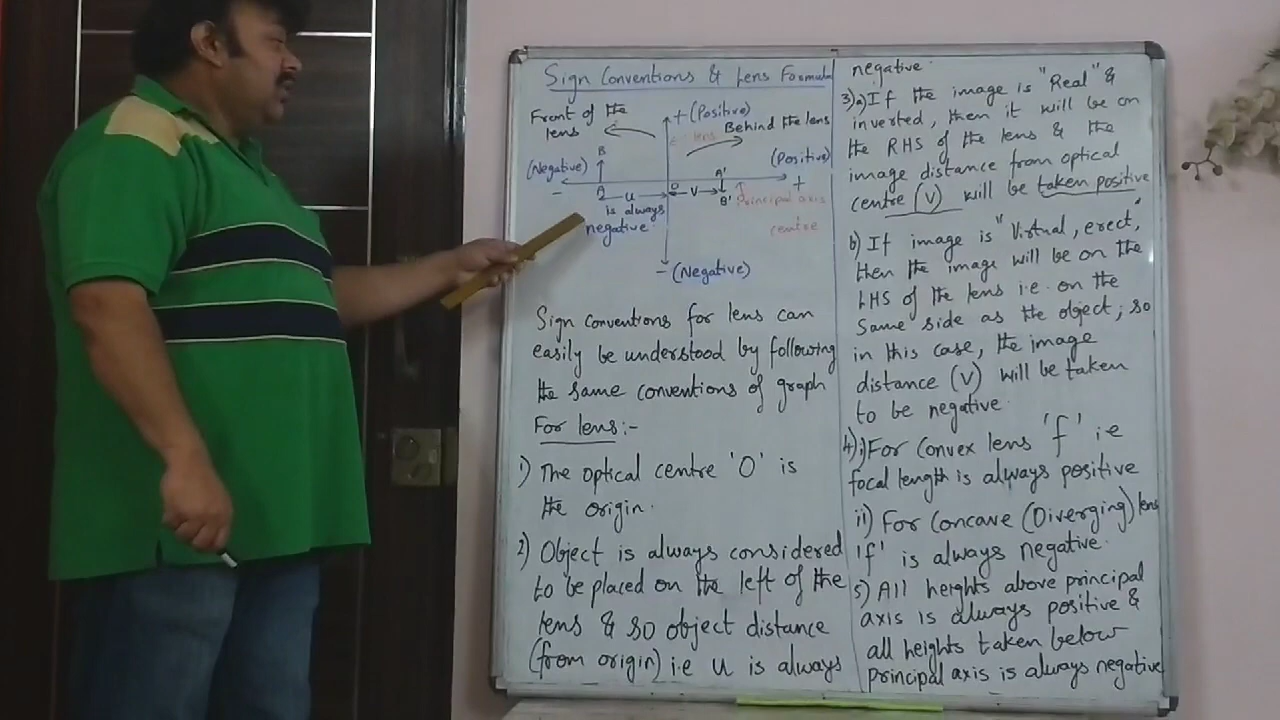 Sign Conventions & Lens Formula
Front of the
lens
+ (Positive)
Behind the lens
B
(Negative)
(Positive)
-
A
u
O
V
A'
+
B'
Principal axis
is always
negative
centre
- (Negative)
Sign conventions for lens can
easily be understood by following
the same conventions of graph
For lens:-
1) The optical centre 'O' is
the origin.
2) Object is always considered
to be placed on the left of the
lens & so object distance
(from origin) i.e u is always
negative.
3) a) If the image is "Real" &
inverted, then it will be on
the RHS of the lens & the
image distance from optical
centre (V) will be taken positive
b) If image is "Virtual, erect,"
then the image will be on the
LHS of the lens i.e. on the
same side as the object; so
in this case, the image
distance (V) will be taken
to be negative.
4) i) For Convex lens 'f' i.e
focal length is always positive
ii) For Concave (Diverging) lens
'f' is always negative.
5) All heights above principal
axis is always positive &
all heights taken below
principal axis is always negative